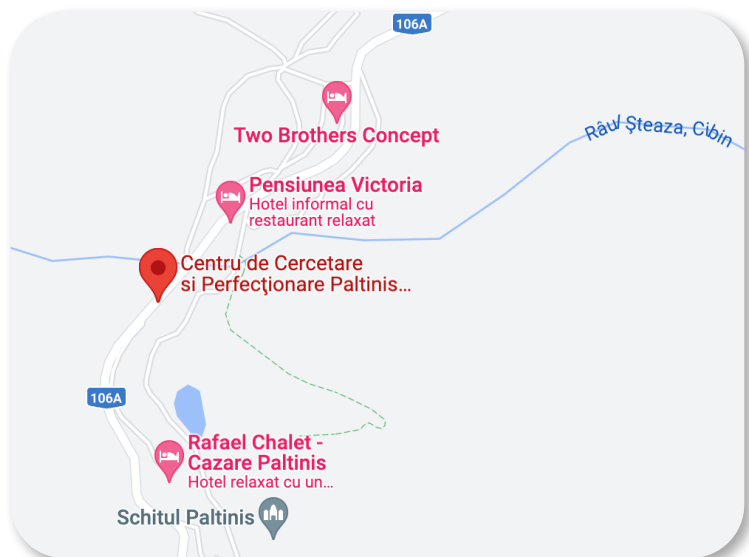 106A
Two Brothers Concept
Râul Şteaza, Cibin
Pensiunea Victoria
Hotel informal cu
restaurant relaxat
Centru de Cercetare
si Perfecţionare Paltinis...
106A
Rafael Chalet -
Cazare Paltinis
Hotel relaxat cu un...
Schitul Paltinis